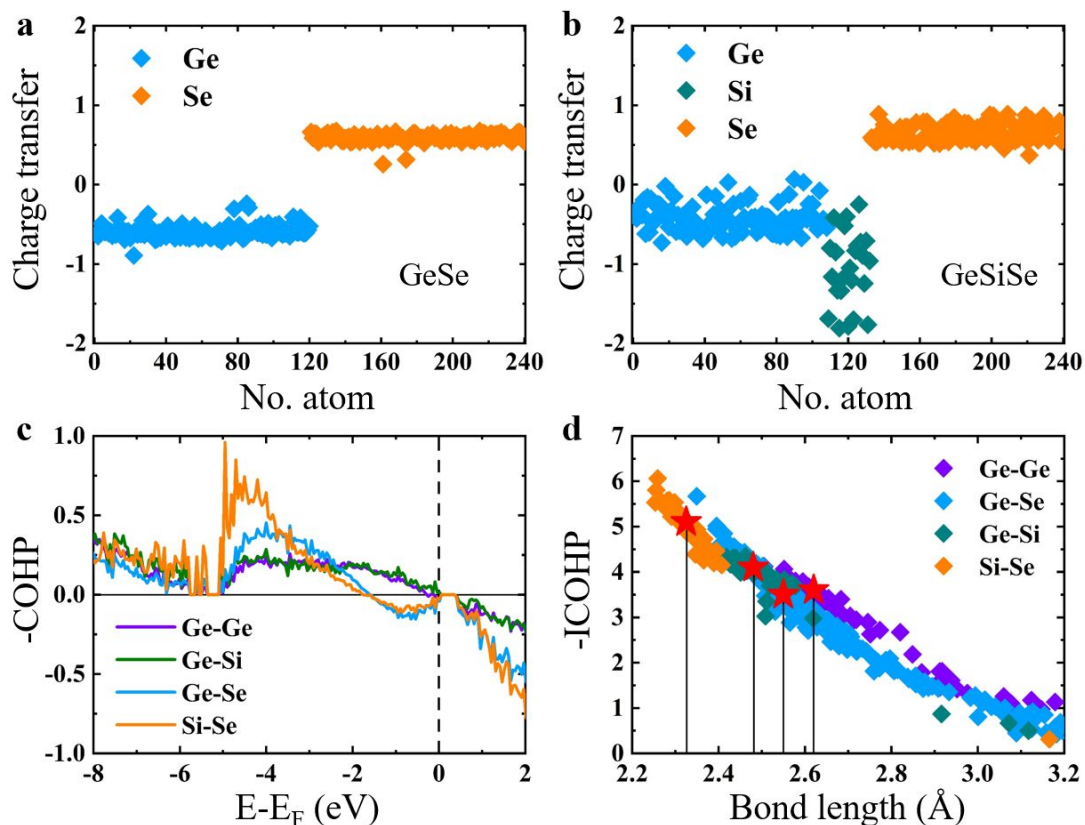 a
2
1
0
-1
-2
Charge transfer
Ge
Se
GeSe
0 40 80 120 160 200 240
No. atom
b
2
1
0
-1
-2
Charge transfer
Ge
Si
Se
GeSiSe
0 40 80 120 160 200 240
No. atom
c
1.0
0.5
0.0
-0.5
-1.0
-COHP
Ge-Ge
Ge-Si
Ge-Se
Si-Se
-8 -6 -4 -2 0 2
E-EF (eV)
d
7
6
5
4
3
2
1
0
-ICOHP
Ge-Ge
Ge-Se
Ge-Si
Si-Se
2.2 2.4 2.6 2.8 3.0 3.2
Bond length (Å)